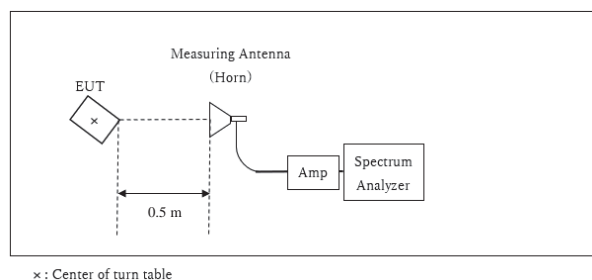 Measuring Antenna
(Horn)
EUT
×
Amp
Spectrum
Analyzer
0.5 m
× : Center of turn table